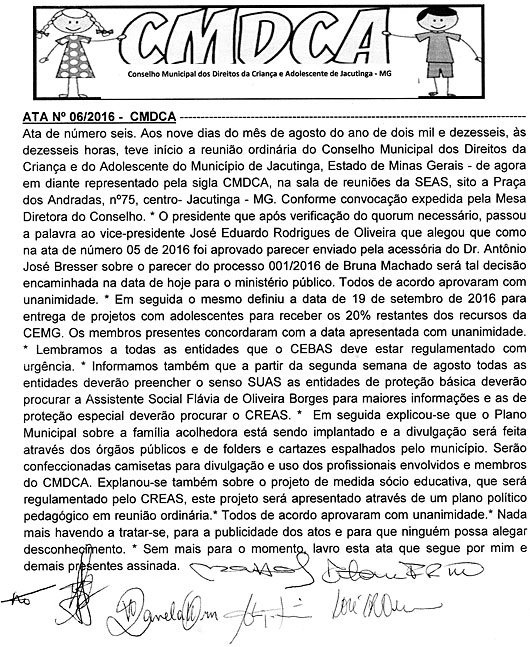 CMDCA
Conselho Municipal dos Direitos da Criança e Adolescente de Jacutinga - MG
ATA Nº 06/2016 - CMDCA
Ata de número seis. Aos nove dias do mês de agosto do ano de dois mil e dezesseis, às
dezesseis horas, teve início a reunião ordinária do Conselho Municipal dos Direitos da
Criança e do Adolescente do Município de Jacutinga, Estado de Minas Gerais - de agora
em diante representado pela sigla CMDCA, na sala de reuniões da SEAS, sito a Praça
dos Andradas, nº75, centro- Jacutinga - MG. Conforme convocação expedida pela Mesa
Diretora do Conselho. * O presidente que após verificação do quorum necessário, passou
a palavra ao vice-presidente José Eduardo Rodrigues de Oliveira que alegou que como
na ata de número 05 de 2016 foi aprovado parecer enviado pela acessória do Dr. Antônio
José Bresser sobre o parecer do processo 001/2016 de Bruna Machado será tal decisão
encaminhada na data de hoje para o ministério público. Todos de acordo aprovaram com
unanimidade. * Em seguida o mesmo definiu a data de 19 de setembro de 2016 para
entrega de projetos com adolescentes para receber os 20% restantes dos recursos da
CEMG. Os membros presentes concordaram com a data apresentada com unanimidade.
* Lembramos a todas as entidades que o CEBAS deve estar regulamentado com
urgência. * Informamos também que a partir da segunda semana de agosto todas as
entidades deverão preencher o senso SUAS as entidades de proteção básica deverão
procurar a Assistente Social Flávia de Oliveira Borges para maiores informações e as de
proteção especial deverão procurar o CREAS. * Em seguida explicou-se que o Plano
Municipal sobre a família acolhedora está sendo implantado e a divulgação será feita
através dos órgãos públicos e de folders e cartazes espalhados pelo município. Serão
confeccionadas camisetas para divulgação e uso dos profissionais envolvidos e membros
do CMDCA. Explanou-se também sobre o projeto de medida sócio educativa, que será
regulamentado pelo CREAS, este projeto será apresentado através de um plano político
pedagógico em reunião ordinária.* Todos de acordo aprovaram com unanimidade.* Nada
mais havendo a tratar-se, para a publicidade dos atos e para que ninguém possa alegar
desconhecimento. * Sem mais para o momento, lavro esta ata que segue por mim e
demais presentes assinada.